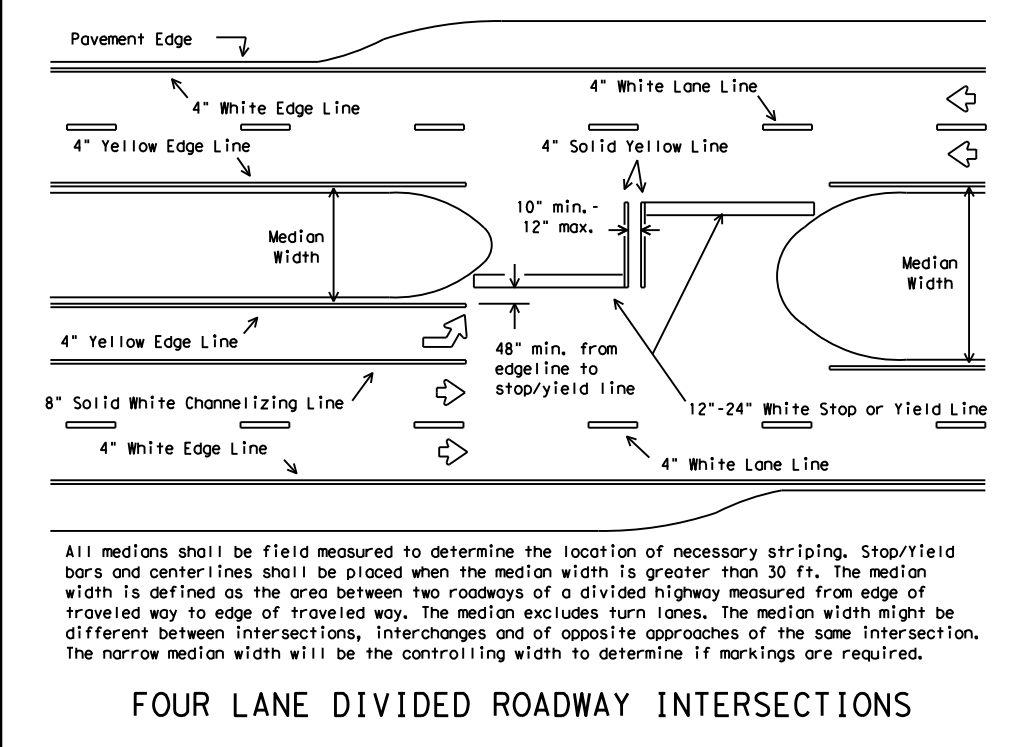 Pavement Edge
4" White Lane Line
4" White Edge Line
4" Yellow Edge Line
4" Solid Yellow Line
10" min.-
12" max.
Median
Width
Median
Width
4" Yellow Edge Line
48" min. from
edgeline to
stop/yield line
8" Solid White Channelizing Line
12"-24" White Stop or Yield Line
4" White Edge Line
4" White Lane Line
All medians shall be field measured to determine the location of necessary striping. Stop/Yield
bars and centerlines shall be placed when the median width is greater than 30 ft. The median
width is defined as the area between two roadways of a divided highway measured from edge of
traveled way to edge of traveled way. The median excludes turn lanes. The median width might be
different between intersections, interchanges and of opposite approaches of the same intersection.
The narrow median width will be the controlling width to determine if markings are required.
FOUR LANE DIVIDED ROADWAY INTERSECTIONS